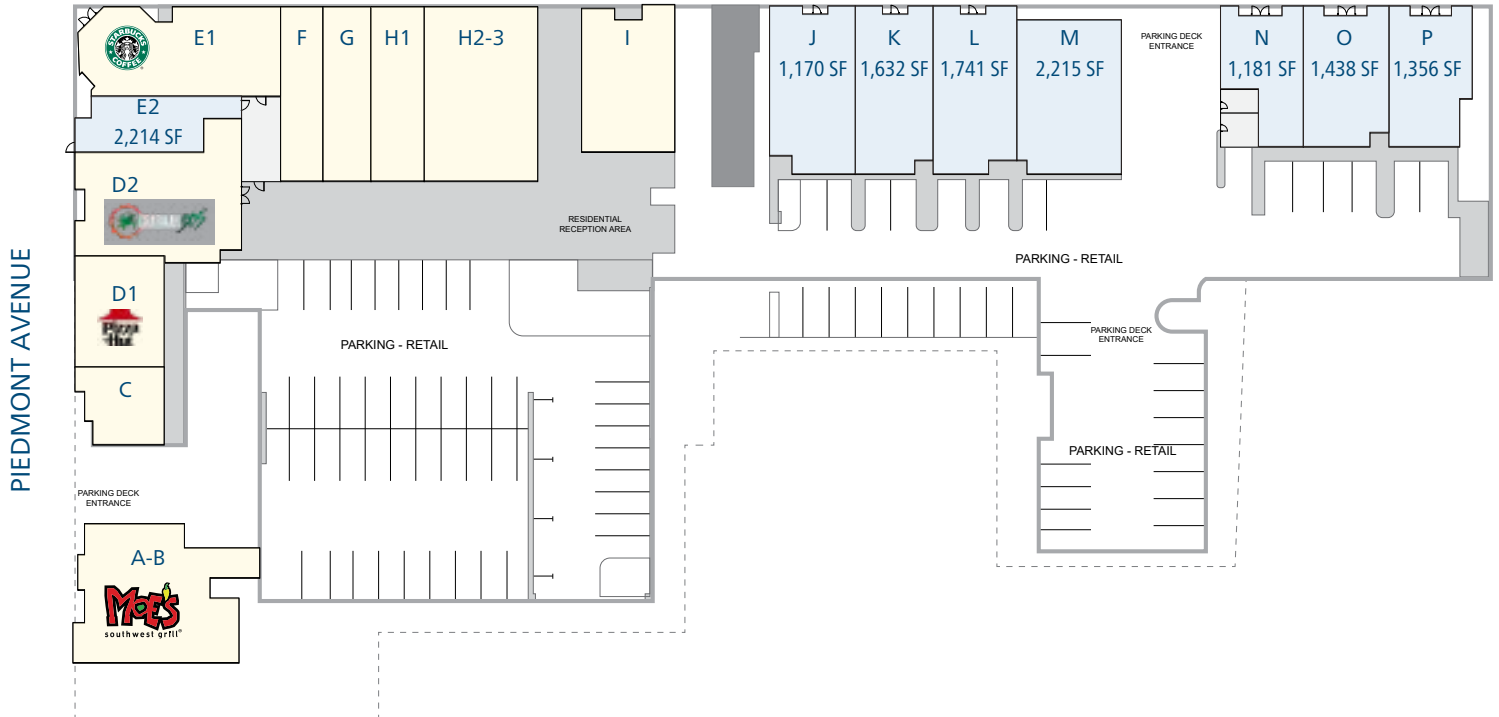 STARBUCKS
COFFEE
E1
F
G
H1
H2-3
I
J
1,170 SF
K
1,632 SF
L
1,741 SF
M
2,215 SF
PARKING DECK
ENTRANCE
N
1,181 SF
O
1,438 SF
P
1,356 SF
E2
2,214 SF
D2
RESIDENTIAL
RECEPTION AREA
PARKING - RETAIL
PIEDMONT AVENUE
D1
Pizza
Hut
PARKING - RETAIL
PARKING DECK
ENTRANCE
C
PARKING - RETAIL
PARKING DECK
ENTRANCE
A-B
MOE'S
southwest grill®